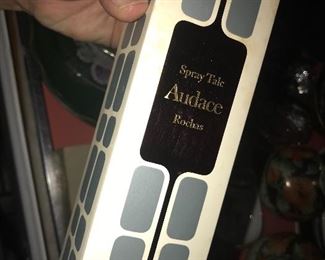 Spray Talc
Audace
Rochas